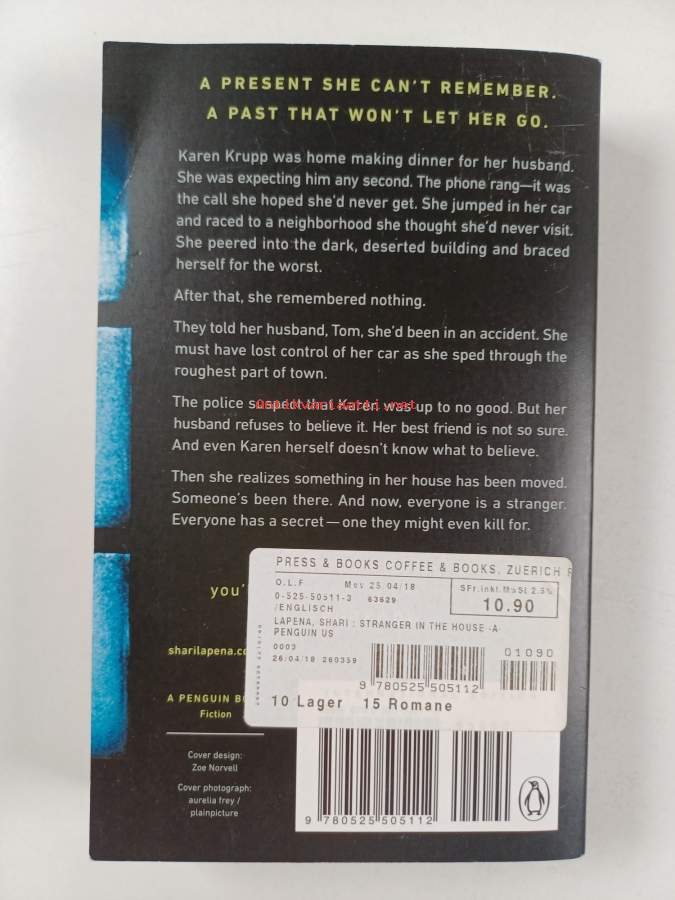 A PRESENT SHE CAN'T REMEMBER.
A PAST THAT WON'T LET HER GO.
Karen Krupp was home making dinner for her husband.
She was expecting him any second. The phone rang—it was
the call she hoped she'd never get. She jumped in her car
and raced to a neighborhood she thought she'd never visit.
She peered into the dark, deserted building and braced
herself for the worst.
After that, she remembered nothing.
They told her husband, Tom, she'd been in an accident. She
must have lost control of her car as she sped through the
roughest part of town.
The police suspect that Karen was up to no good. But her
husband refuses to believe it. Her best friend is not so sure.
And even Karen herself doesn't know what to believe.
Then she realizes something in her house has been moved.
Someone's been there. And now, everyone is a stranger.
Everyone has a secret—one they might even kill for.
you'
sharilapena.co
A PENGUIN B
Fiction
Cover design:
Zoe Norvell
Cover photograph:
aurelia frey /
plainpicture
PRESS & BOOKS COFFEE & BOOKS, ZUERICH
O.L.F. Mev 25.04/18
SFr.inkl.MwSt 2.5%
10.90
0-525-50511-3 63629
/ENGLISCH
LAPENA, SHARI : STRANGER IN THE HOUSE -A-
PENGUIN US
0003
26/04/18 260359
01090
9 780525 505112
10 Lager 15 Romane
9 780525 505112